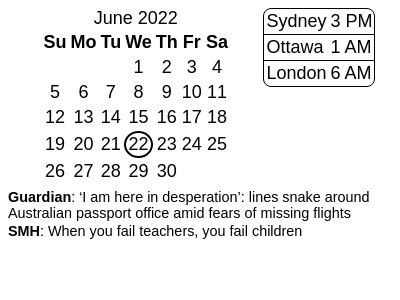 June 2022
Su Mo Tu We Th Fr Sa
1 2 3 4
5 6 7 8 9 10 11
12 13 14 15 16 17 18
19 20 21 22 23 24 25
26 27 28 29 30
Sydney 3 PM
Ottawa 1 AM
London 6 AM
Guardian: ‘I am here in desperation’: lines snake around
Australian passport office amid fears of missing flights
SMH: When you fail teachers, you fail children